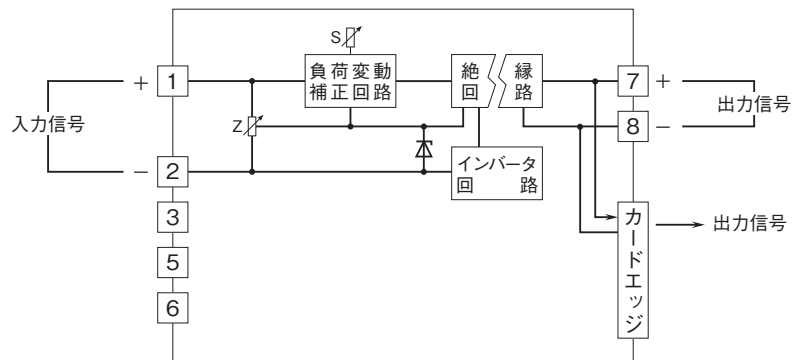 S
負荷変動
補正回路
絶 縁
回 路
+ 1
入力信号
Z
− 2
インバータ
回 路
3
5
6
7 +
出力信号
8 −
カードエッジ
出力信号